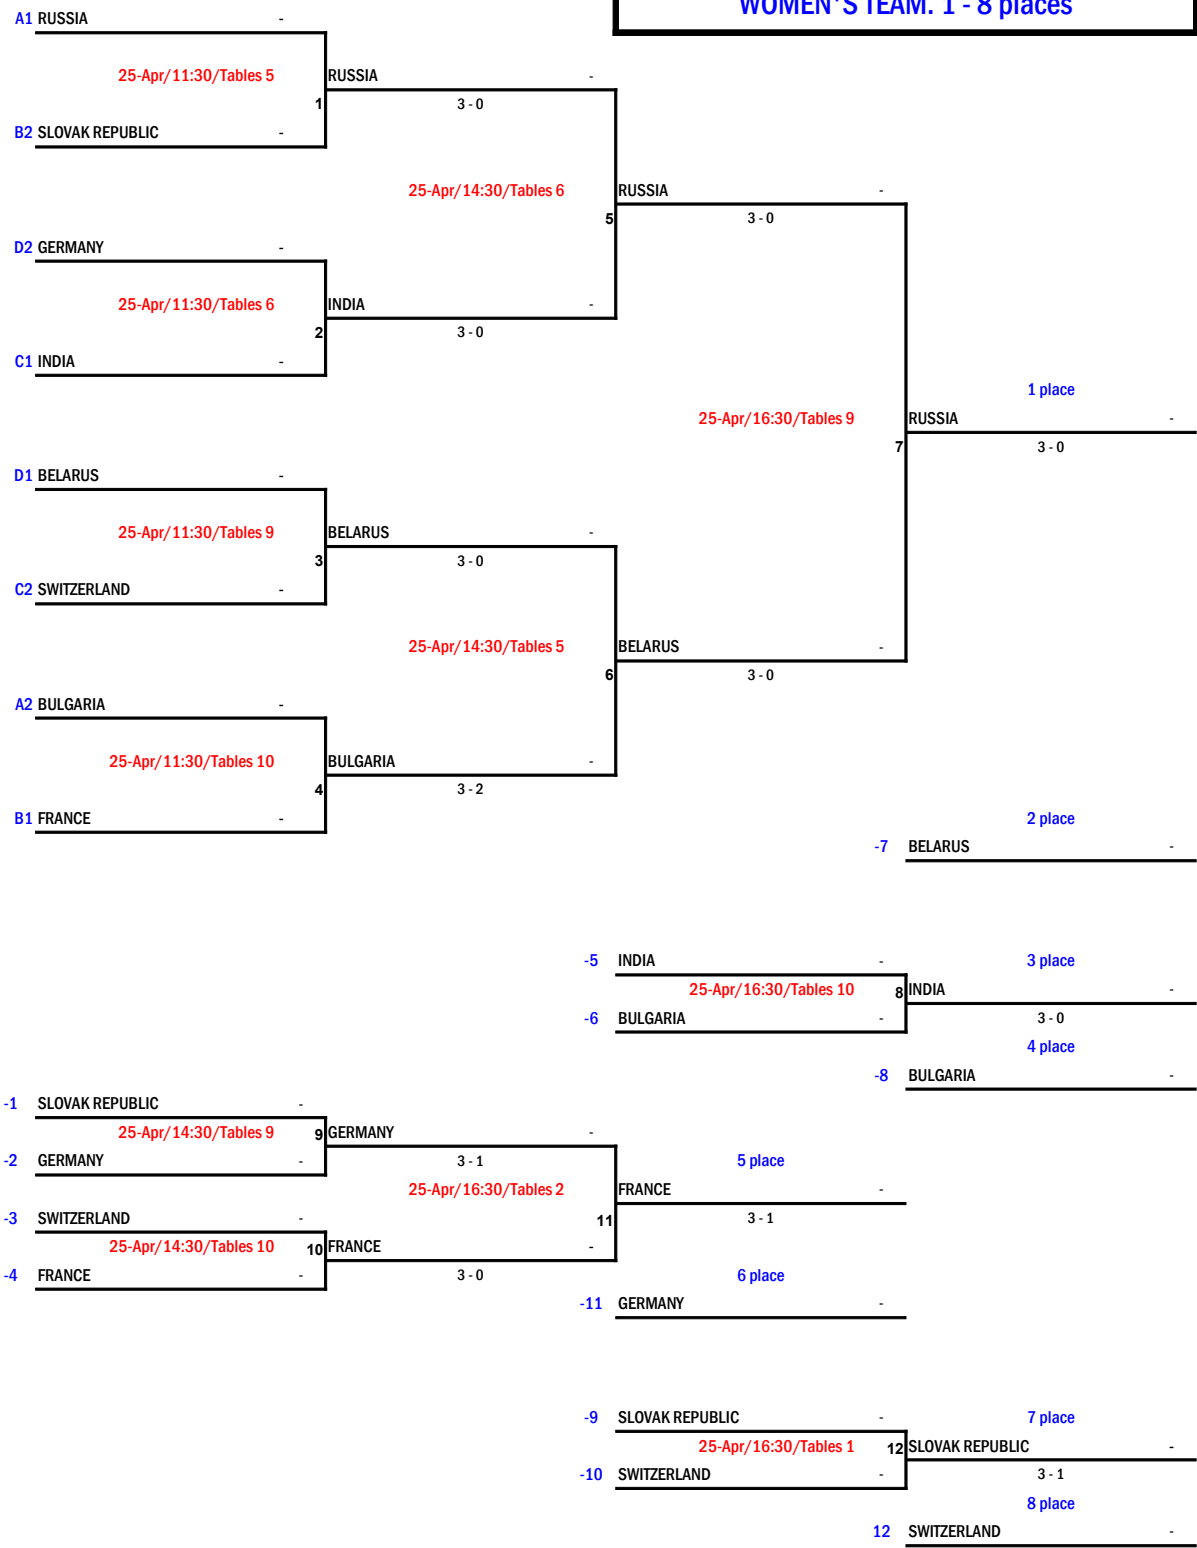 WOMEN'S TEAM. 1 - 8 places
A1 RUSSIA -
25-Apr/11:30/Tables 5 RUSSIA -
1 3 - 0
B2 SLOVAK REPUBLIC -
25-Apr/14:30/Tables 6 RUSSIA -
5 3 - 0
D2 GERMANY -
25-Apr/11:30/Tables 6 INDIA -
2 3 - 0
C1 INDIA -
1 place
25-Apr/16:30/Tables 9 RUSSIA -
7 3 - 0
D1 BELARUS -
25-Apr/11:30/Tables 9 BELARUS -
3 3 - 0
C2 SWITZERLAND -
25-Apr/14:30/Tables 5 BELARUS -
6 3 - 0
A2 BULGARIA -
25-Apr/11:30/Tables 10 BULGARIA -
4 3 - 2
B1 FRANCE - 2 place
-7 BELARUS -
-5 INDIA - 3 place
25-Apr/16:30/Tables 10 8 INDIA -
-6 BULGARIA - 3 - 0
4 place
-8 BULGARIA -
-1 SLOVAK REPUBLIC -
25-Apr/14:30/Tables 9 9 GERMANY -
-2 GERMANY - 3 - 1 5 place
25-Apr/16:30/Tables 2 FRANCE -
-3 SWITZERLAND - 11 3 - 1
25-Apr/14:30/Tables 10 10 FRANCE -
-4 FRANCE - 3 - 0 6 place
-11 GERMANY -
-9 SLOVAK REPUBLIC - 7 place
25-Apr/16:30/Tables 1 12 SLOVAK REPUBLIC -
-10 SWITZERLAND - 3 - 1
8 place
12 SWITZERLAND -